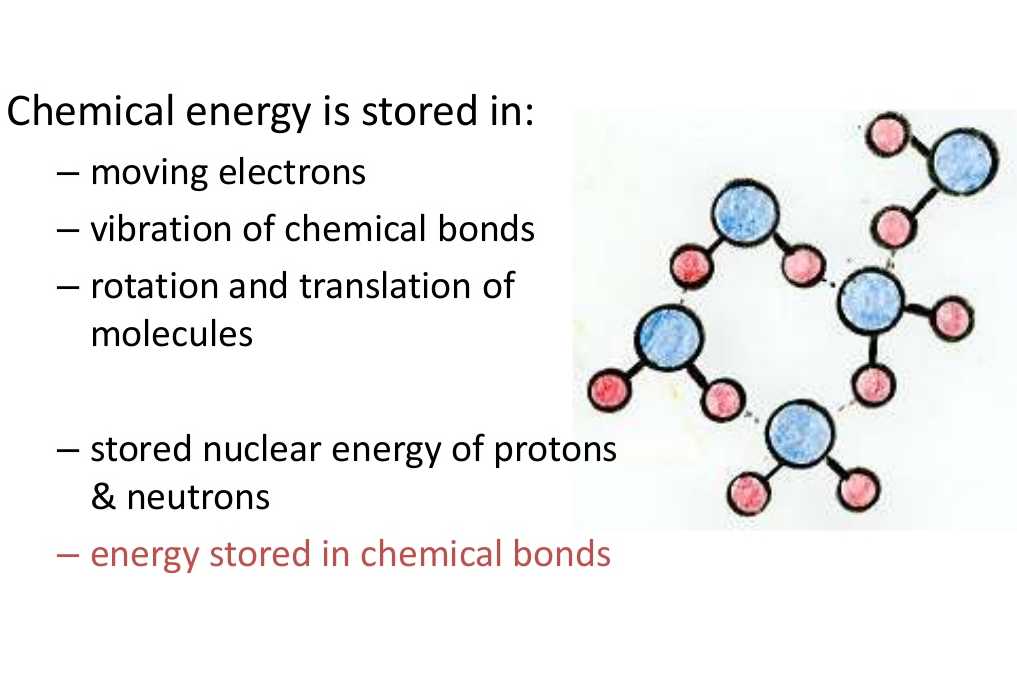 Chemical energy is stored in:
– moving electrons
– vibration of chemical bonds
– rotation and translation of
molecules
– stored nuclear energy of protons
& neutrons
– energy stored in chemical bonds